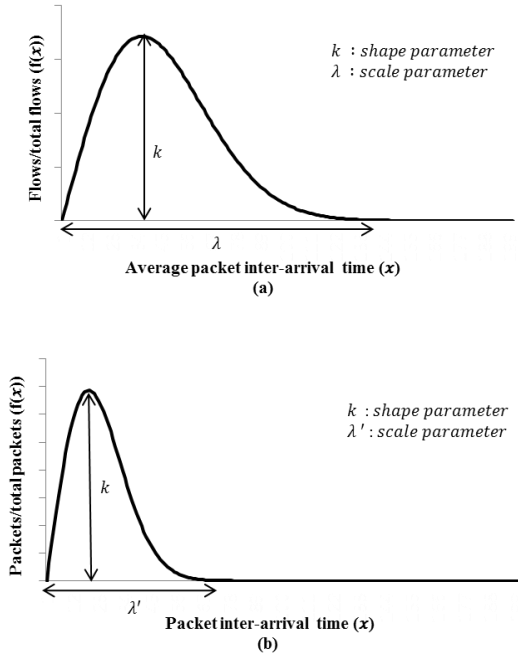 Flows/total flows (f(x))
k : shape parameter
λ : scale parameter
k
λ
Average packet inter-arrival time (x)
(a)
Packets/total packets (f(x))
k : shape parameter
λ' : scale parameter
k
λ'
Packet inter-arrival time (x)
(b)